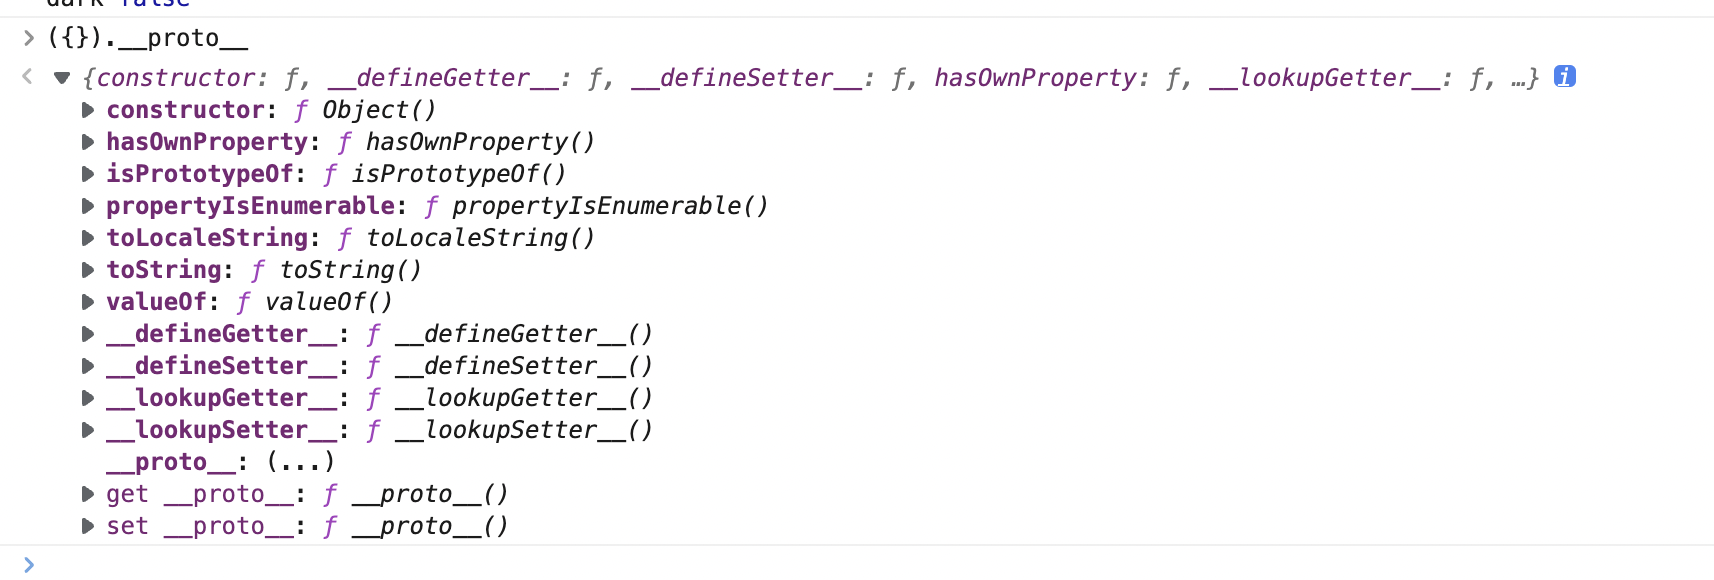 dark false
({}).__proto__
{constructor: ƒ, __defineGetter__: ƒ, __defineSetter__: ƒ, hasOwnProperty: ƒ, __lookupGetter__: ƒ, …} i
constructor: ƒ Object()
hasOwnProperty: ƒ hasOwnProperty()
isPrototypeOf: ƒ isPrototypeOf()
propertyIsEnumerable: ƒ propertyIsEnumerable()
toLocaleString: ƒ toLocaleString()
toString: ƒ toString()
valueOf: ƒ valueOf()
__defineGetter__: ƒ __defineGetter__()
__defineSetter__: ƒ __defineSetter__()
__lookupGetter__: ƒ __lookupGetter__()
__lookupSetter__: ƒ __lookupSetter__()
__proto__: (...)
get __proto__: ƒ __proto__()
set __proto__: ƒ __proto__()